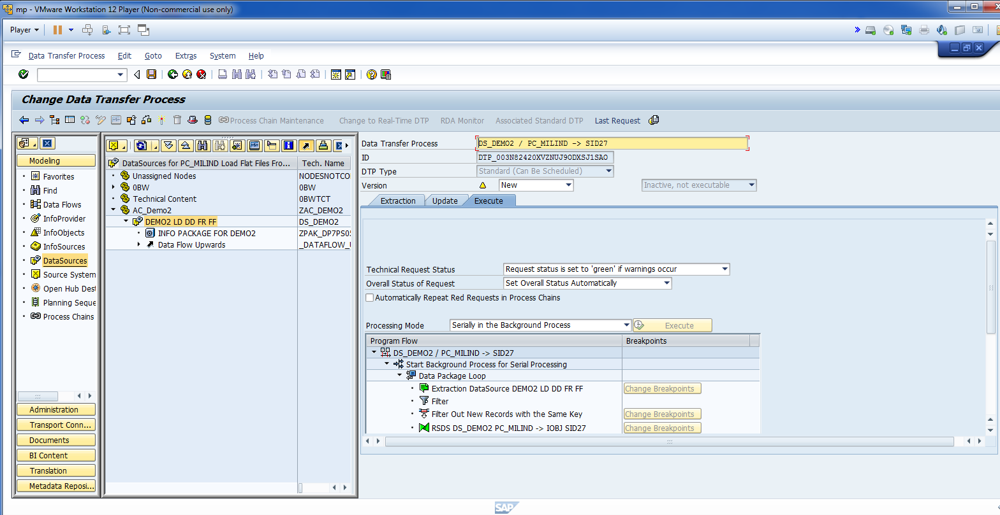 mp - VMware Workstation 12 Player (Non-commercial use only)
Player
Data Transfer Process Edit Goto Extras System Help
Change Data Transfer Process
Process Chain Maintenance Change to Real-Time DTP RDA Monitor Associated Standard DTP Last Request
Modeling
Favorites
Find
Data Flows
InfoProvider
InfoObjects
InfoSources
DataSources
Source System
Open Hub Dest
Planning Seque
Process Chains
Administration
Transport Conn...
Documents
BI Content
Translation
Metadata Reposi...
DataSources for PC_MILIND Load Flat Files Fro... Tech. Name
Unassigned Nodes NODESNOTCO
0BW 0BW
Technical Content 0BWTCT
AC_Demo2 ZAC_DEMO2
DEMO2 LD DD FR FF DS_DEMO2
INFO PACKAGE FOR DEMO2 ZPAK_DP7PS05
Data Flow Upwards _DATAFLOW_U
Data Transfer Process DS_DEMO2 / PC_MILIND -> SID27
ID DTP_003N82420XVZNUJ9ODXSJ1SAO
DTP Type Standard (Can Be Scheduled)
Version New Inactive, not executable
Extraction Update Execute
Technical Request Status Request status is set to 'green' if warnings occur
Overall Status of Request Set Overall Status Automatically
Automatically Repeat Red Requests in Process Chains
Processing Mode Serially in the Background Process Execute
Program Flow Breakpoints
DS_DEMO2 / PC_MILIND -> SID27
Start Background Process for Serial Processing
Data Package Loop
Extraction DataSource DEMO2 LD DD FR FF Change Breakpoints
Filter
Filter Out New Records with the Same Key Change Breakpoints
RSDS DS_DEMO2 PC_MILIND -> IOBJ SID27 Change Breakpoints
SAP